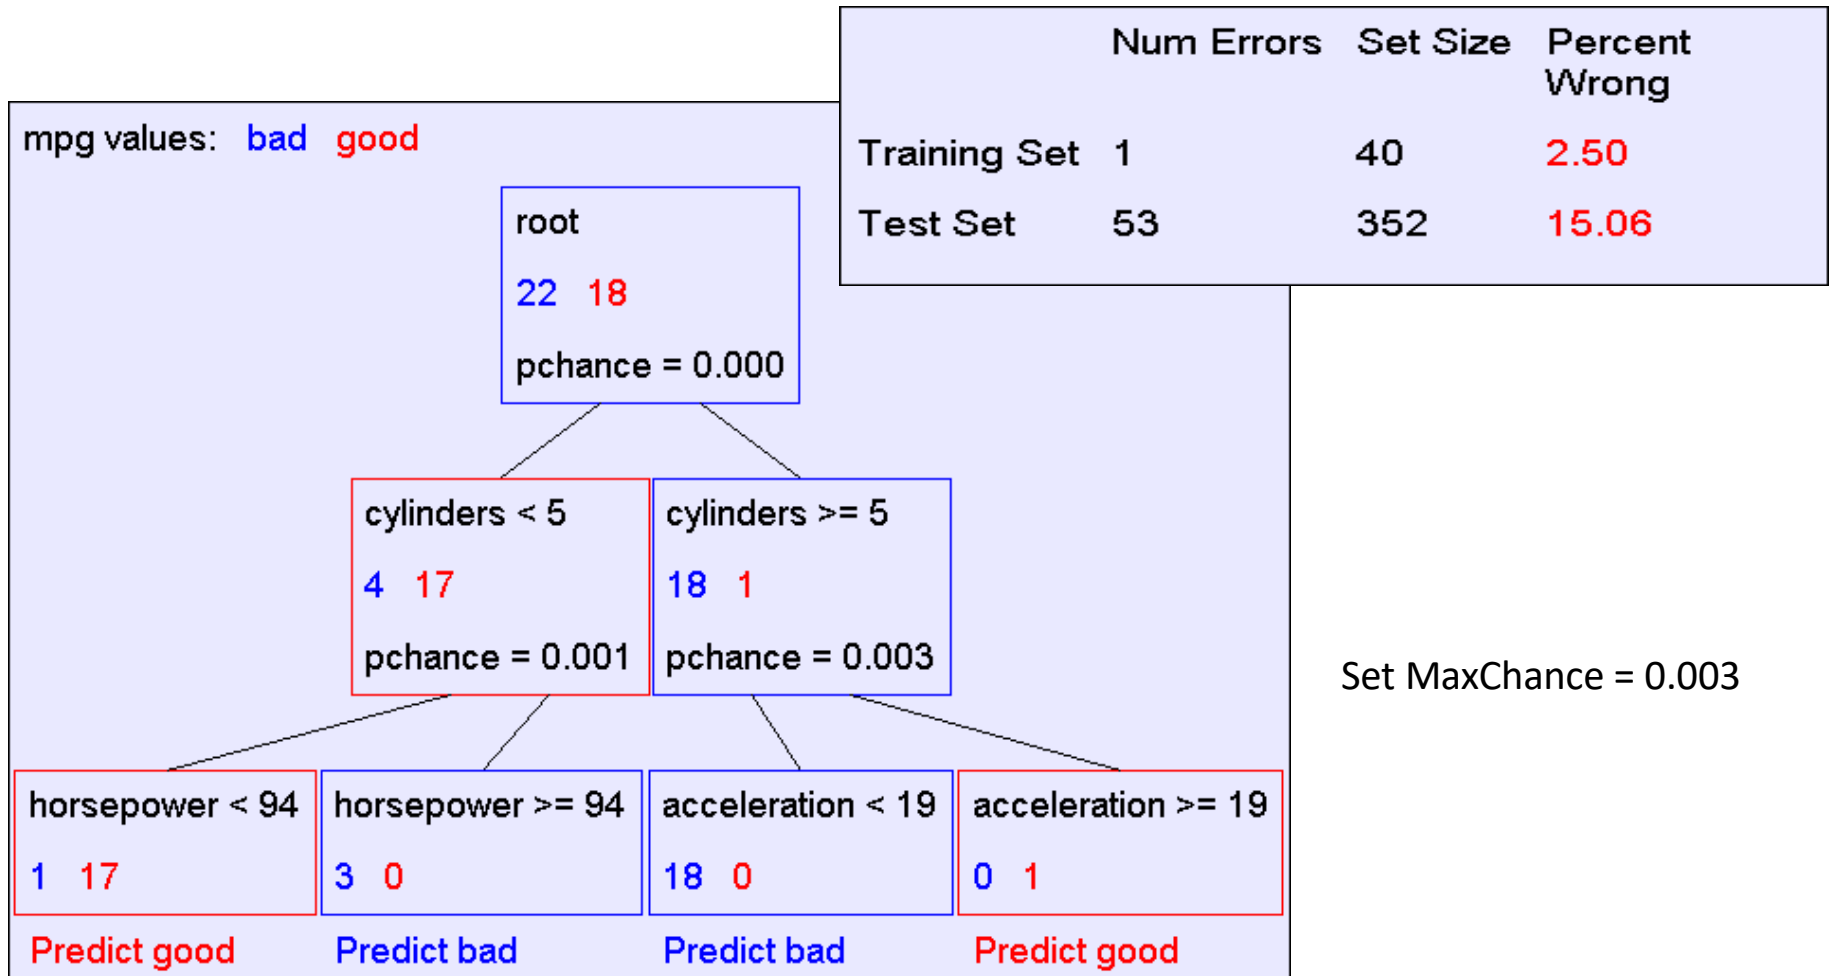 Num Errors Set Size Percent Wrong
Training Set 1 40 2.50
Test Set 53 352 15.06
mpg values: bad good
root
22 18
pchance = 0.000
cylinders < 5
4 17
pchance = 0.001
cylinders >= 5
18 1
pchance = 0.003
Set MaxChance = 0.003
horsepower < 94
1 17
Predict good
horsepower >= 94
3 0
Predict bad
acceleration < 19
18 0
Predict bad
acceleration >= 19
0 1
Predict good